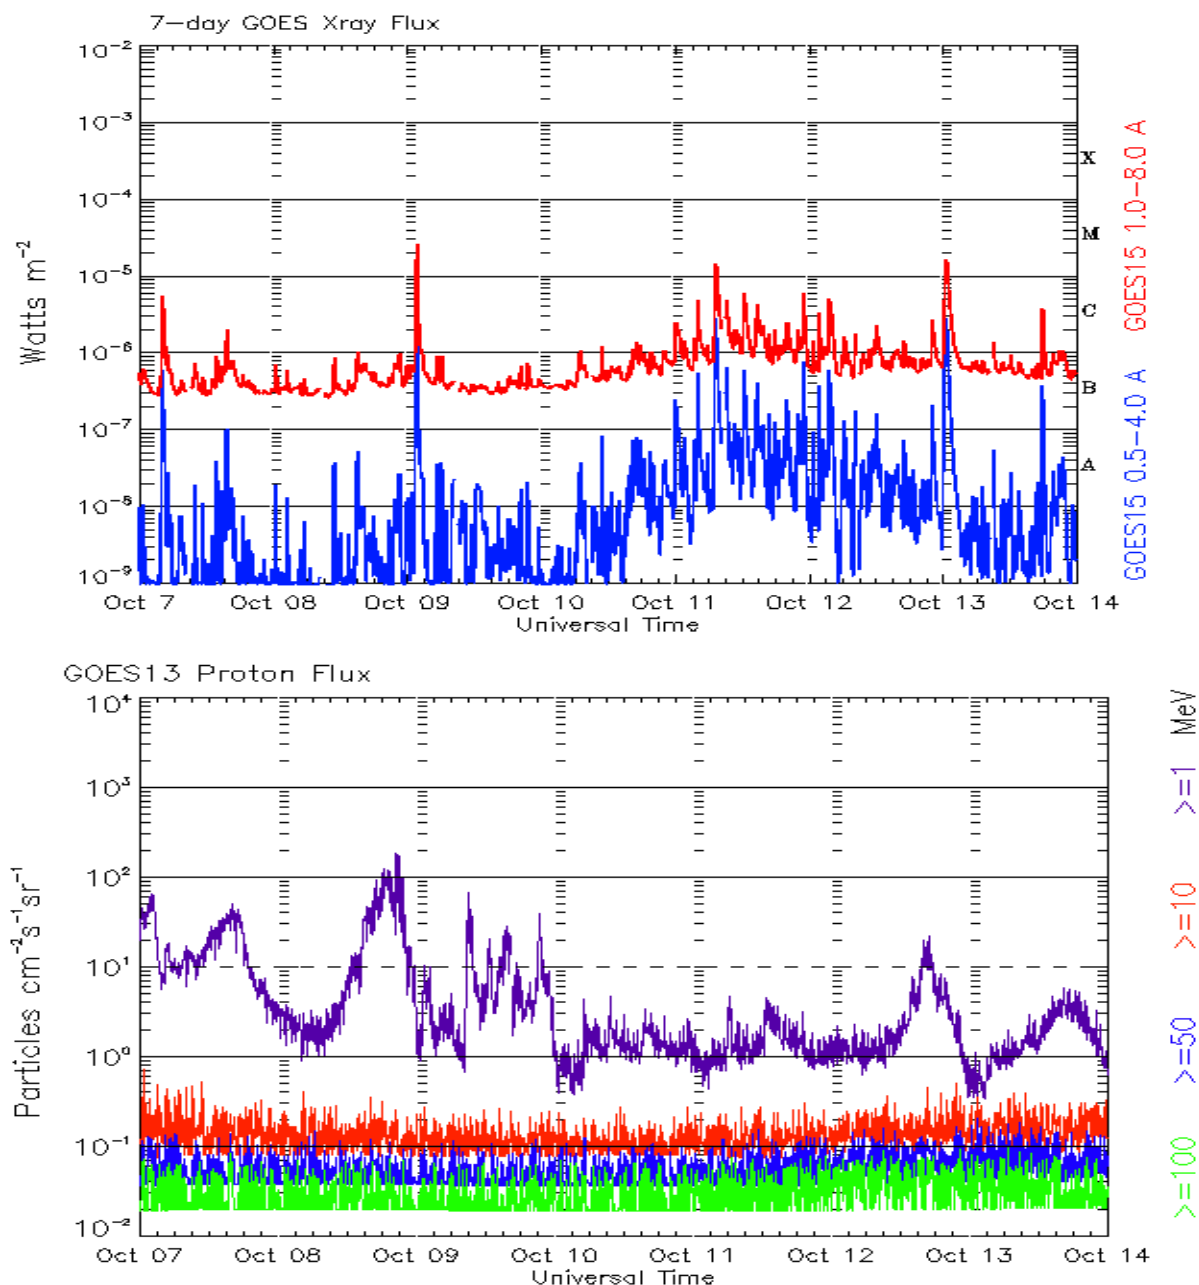 7-day GOES Xray Flux
10⁻²
10⁻³
10⁻⁴
10⁻⁵
10⁻⁶
10⁻⁷
10⁻⁸
10⁻⁹
Watts m⁻²
X
M
C
B
A
GOES15 1.0-8.0 A
GOES15 0.5-4.0 A
Oct 7 Oct 08 Oct 09 Oct 10 Oct 11 Oct 12 Oct 13 Oct 14
Universal Time
GOES13 Proton Flux
10⁴
10³
10²
10¹
10⁰
10⁻¹
10⁻²
Particles cm⁻²s⁻¹sr⁻¹
>=1 MeV
>=10
>=50
>=100
Oct 07 Oct 08 Oct 09 Oct 10 Oct 11 Oct 12 Oct 13 Oct 14
Universal Time